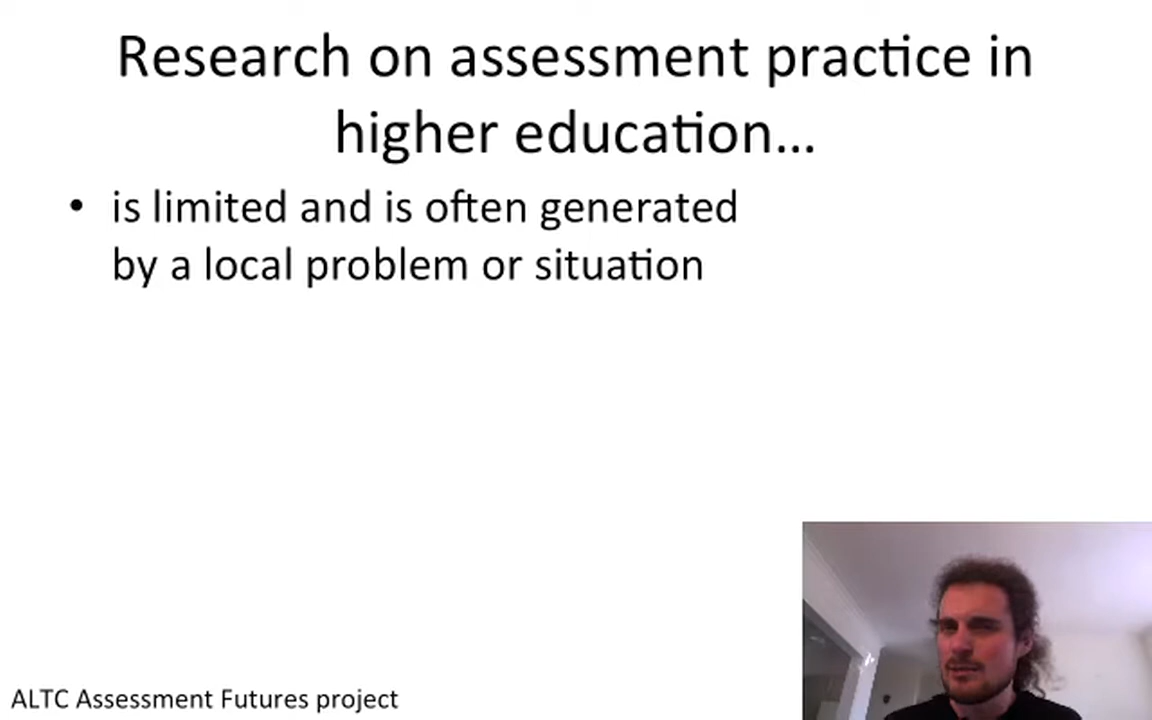 Research on assessment practice in
higher education...
• is limited and is often generated
by a local problem or situation
ALTC Assessment Futures project